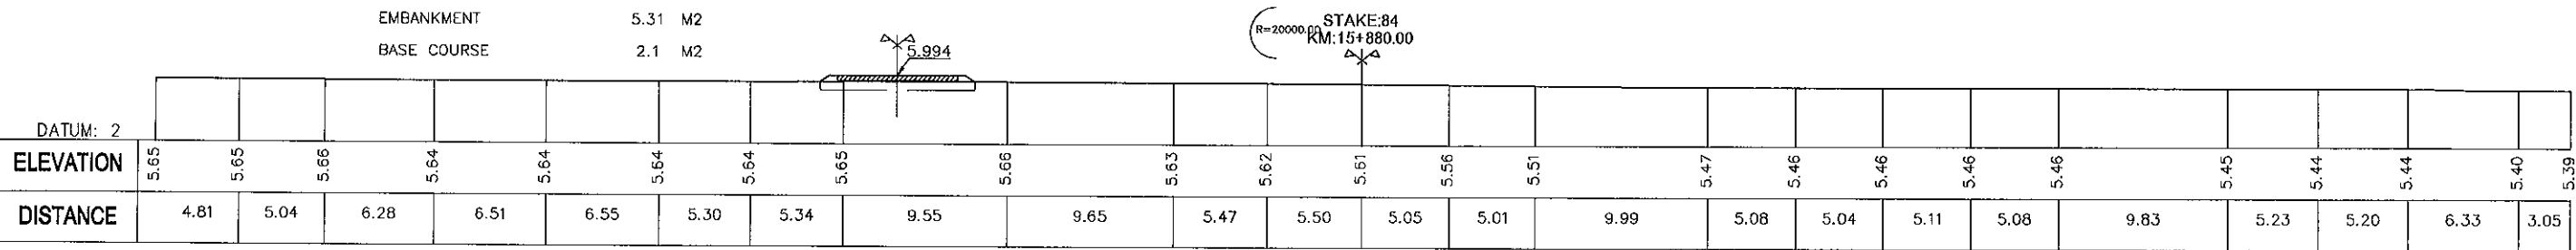 EMBANKMENT 5.31 M2
BASE COURSE 2.1 M2
5.994
R=20000.00
STAKE:84
KM:15+880.00
DATUM: 2
ELEVATION 5.65 5.65 5.66 5.64 5.64 5.64 5.64 5.65 5.66 5.63 5.62 5.51 5.56 5.51 5.47 5.46 5.46 5.46 5.46 5.45 5.44 5.44 5.40 5.39
DISTANCE 4.81 5.04 6.28 6.51 6.55 5.30 5.34 9.55 9.65 5.47 5.50 5.05 5.01 9.99 5.08 5.04 5.11 5.08 9.83 5.23 5.20 6.33 3.05